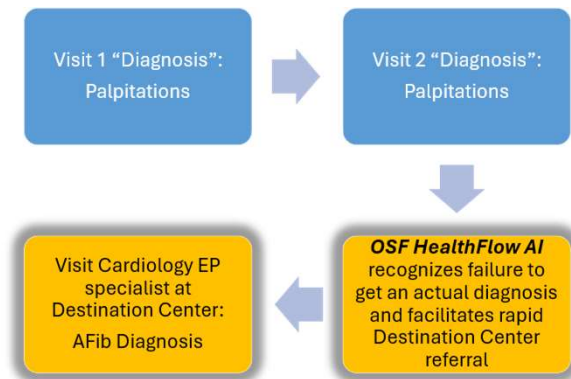 Visit 1 “Diagnosis”:
Palpitations
Visit 2 “Diagnosis”:
Palpitations
OSF HealthFlow AI
recognizes failure to
get an actual diagnosis
and facilitates rapid
Destination Center
referral
Visit Cardiology EP
specialist at
Destination Center:
AFib Diagnosis